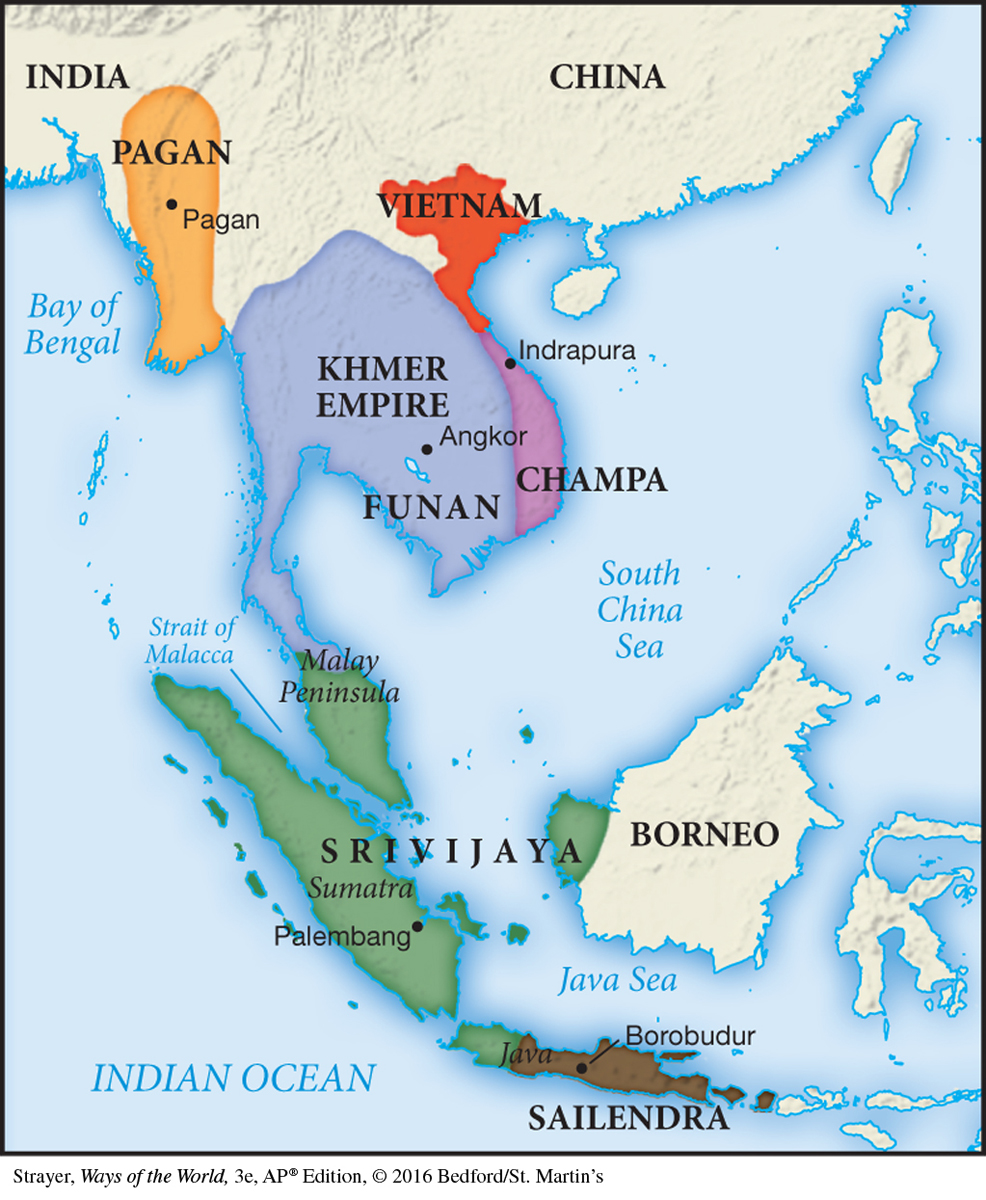 INDIA
CHINA
PAGAN
Pagan
VIETNAM
Bay of
Bengal
Indrapura
KHMER
EMPIRE
Angkor
CHAMPA
FUNAN
South
China
Sea
Strait of
Malacca
Malay
Peninsula
BORNEO
SRIVIJAYA
Sumatra
Palembang
Java Sea
Borobudur
Java
INDIAN OCEAN
SAILENDRA
Strayer, Ways of the World, 3e, AP® Edition, © 2016 Bedford/St. Martin’s